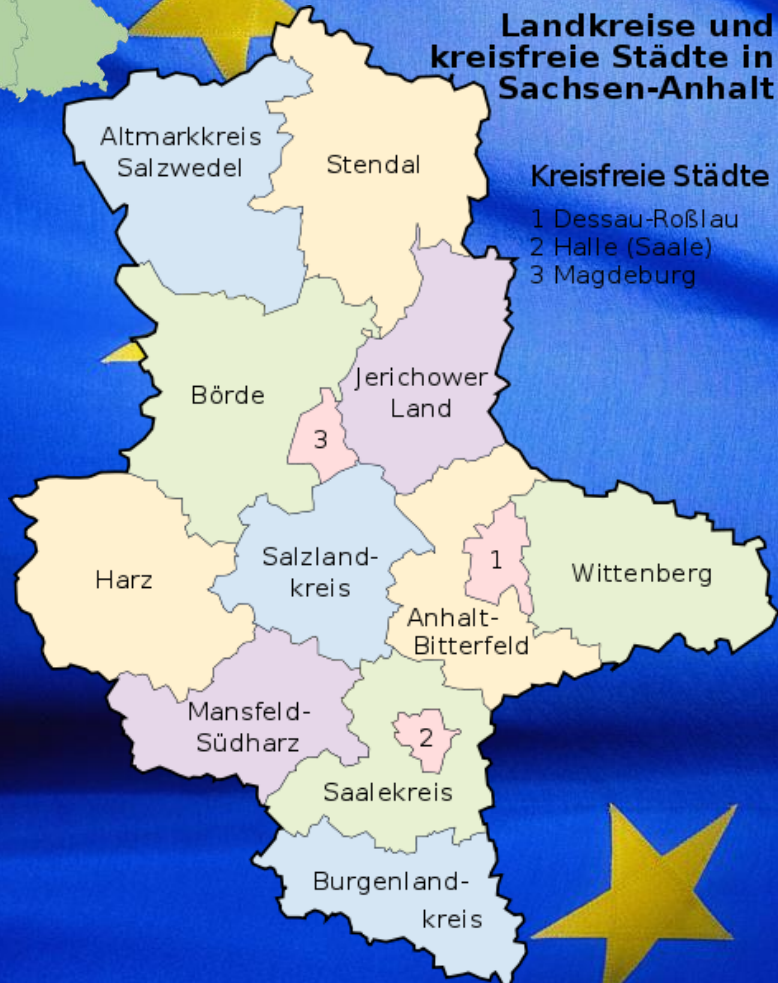 Landkreise und
kreisfreie Städte in
Sachsen-Anhalt
Kreisfreie Städte
1 Dessau-Roßlau
2 Halle (Saale)
3 Magdeburg
Altmarkkreis
Salzwedel
Stendal
Börde
Jerichower
Land
3
Harz
Salzland-
kreis
1
Wittenberg
Anhalt-
Bitterfeld
Mansfeld-
Südharz
2
Saalekreis
Burgenland-
kreis